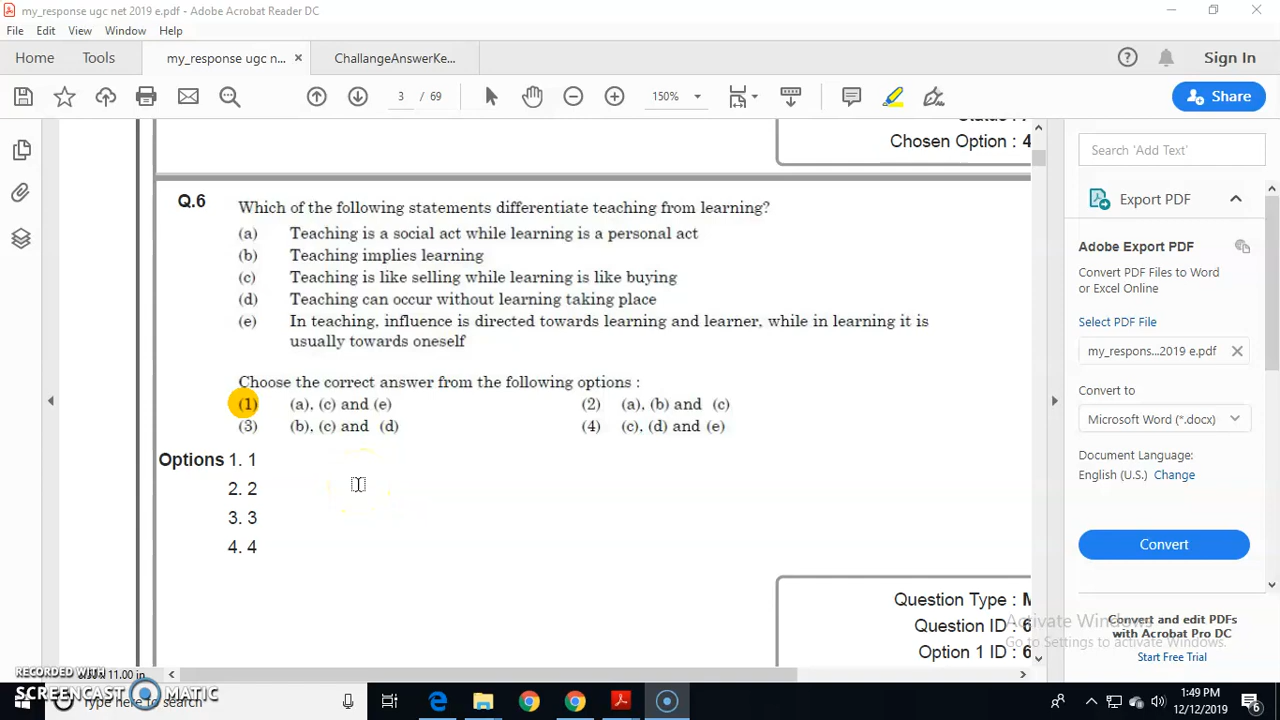 my_response ugc net 2019 e.pdf - Adobe Acrobat Reader DC
File Edit View Window Help
Home Tools my_response ugc n... × ChallangeAnswerKe... Sign In
3 / 69 150% Share
Chosen Option : 4
Search 'Add Text'
Export PDF
Adobe Export PDF
Convert PDF Files to Word
or Excel Online
Select PDF File
my_respons...2019 e.pdf
Convert to
Microsoft Word (*.docx)
Document Language:
English (U.S.) Change
Convert
Convert and edit PDFs
with Acrobat Pro DC
Start Free Trial
Q.6 Which of the following statements differentiate teaching from learning?
(a) Teaching is a social act while learning is a personal act
(b) Teaching implies learning
(c) Teaching is like selling while learning is like buying
(d) Teaching can occur without learning taking place
(e) In teaching, influence is directed towards learning and learner, while in learning it is
usually towards oneself
Choose the correct answer from the following options :
(1) (a), (c) and (e) (2) (a), (b) and (c)
(3) (b), (c) and (d) (4) (c), (d) and (e)
Options 1. 1
2. 2
3. 3
4. 4
Question Type :
Question ID : 6
Option 1 ID : 6
Activate Windows
Go to Settings to activate Windows.
11.00 in
RECORDED WITH
SCREENCAST MATIC
Type here to search
1:49 PM
12/12/2019
6